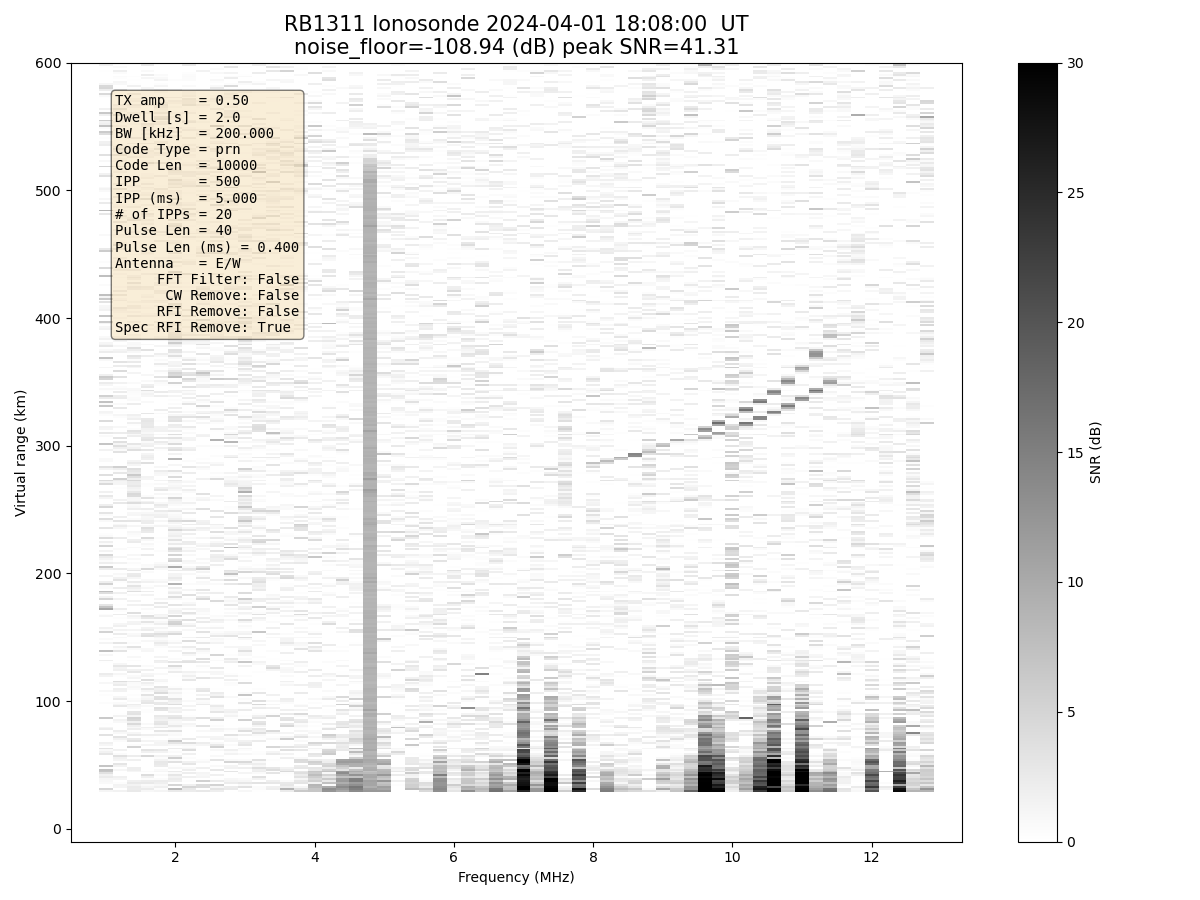 RB1311 Ionosonde 2024-04-01 18:08:00  UT
noise_floor=-108.94 (dB) peak SNR=41.31
TX amp    = 0.50
Dwell [s] = 2.0
BW [kHz]  = 200.000
Code Type = prn
Code Len  = 10000
IPP       = 500
IPP (ms)  = 5.000
# of IPPs = 20
Pulse Len = 40
Pulse Len (ms) = 0.400
Antenna   = E/W
FFT Filter: False
CW Remove: False
RFI Remove: False
Spec RFI Remove: True
Virtual range (km)
600
500
400
300
200
100
0
2
4
6
8
10
12
Frequency (MHz)
30
25
20
15
10
5
0
SNR (dB)